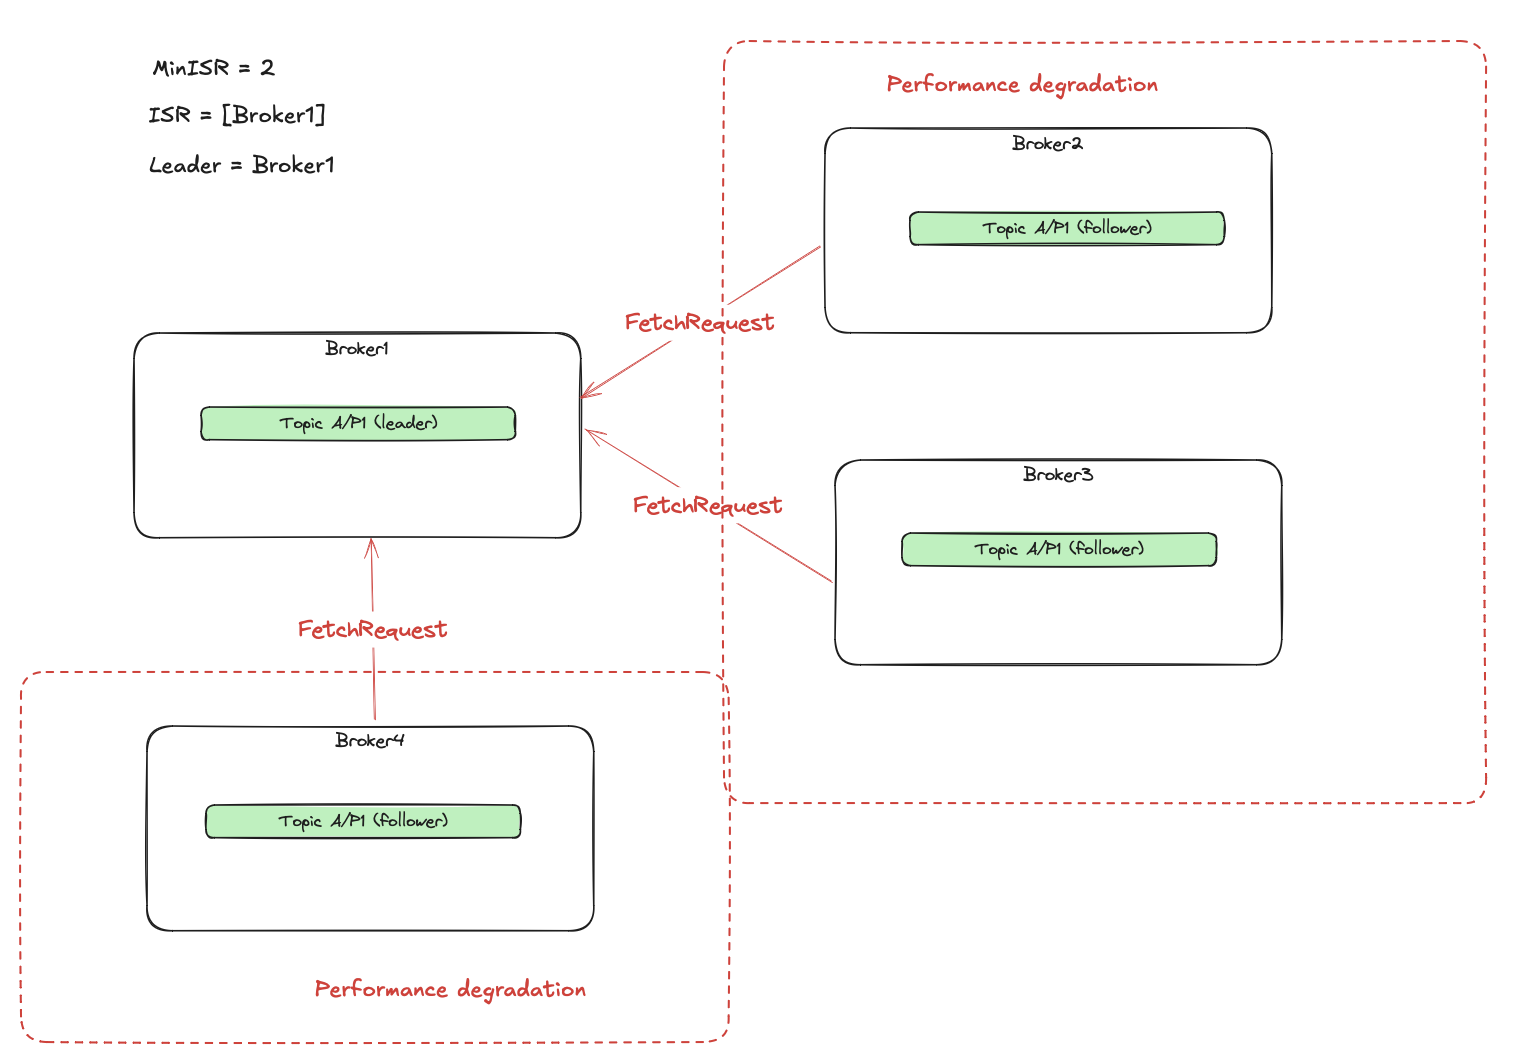 MinISR = 2
ISR = [Broker1]
Leader = Broker1
Performance degradation
Broker2
Topic A/P1 (follower)
FetchRequest
Broker1
Topic A/P1 (leader)
Broker3
FetchRequest
Topic A/P1 (follower)
FetchRequest
Broker4
Topic A/P1 (follower)
Performance degradation